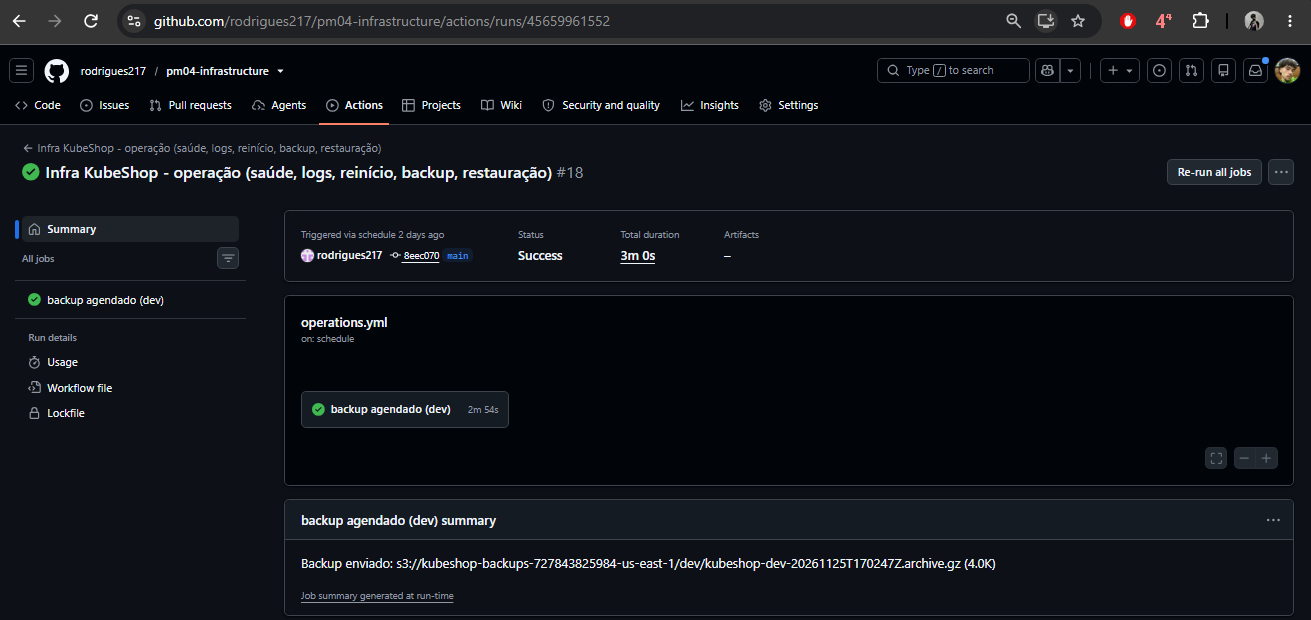 github.com/rodrigues217/pm04-infrastructure/actions/runs/45659961552
rodrigues217 / pm04-infrastructure
Type / to search
Code Issues Pull requests Agents Actions Projects Wiki Security and quality Insights Settings
← Infra KubeShop - operação (saúde, logs, reinício, backup, restauração)
Infra KubeShop - operação (saúde, logs, reinício, backup, restauração) #18
Re-run all jobs
Summary
All jobs
backup agendado (dev)
Run details
Usage
Workflow file
Lockfile
Triggered via schedule 2 days ago
rodrigues217 8eec070 main
Status
Success
Total duration
3m 0s
Artifacts
–
operations.yml
on: schedule
backup agendado (dev) 2m 54s
backup agendado (dev) summary
Backup enviado: s3://kubeshop-backups-727843825984-us-east-1/dev/kubeshop-dev-20261125T170247Z.archive.gz (4.0K)
Job summary generated at run-time